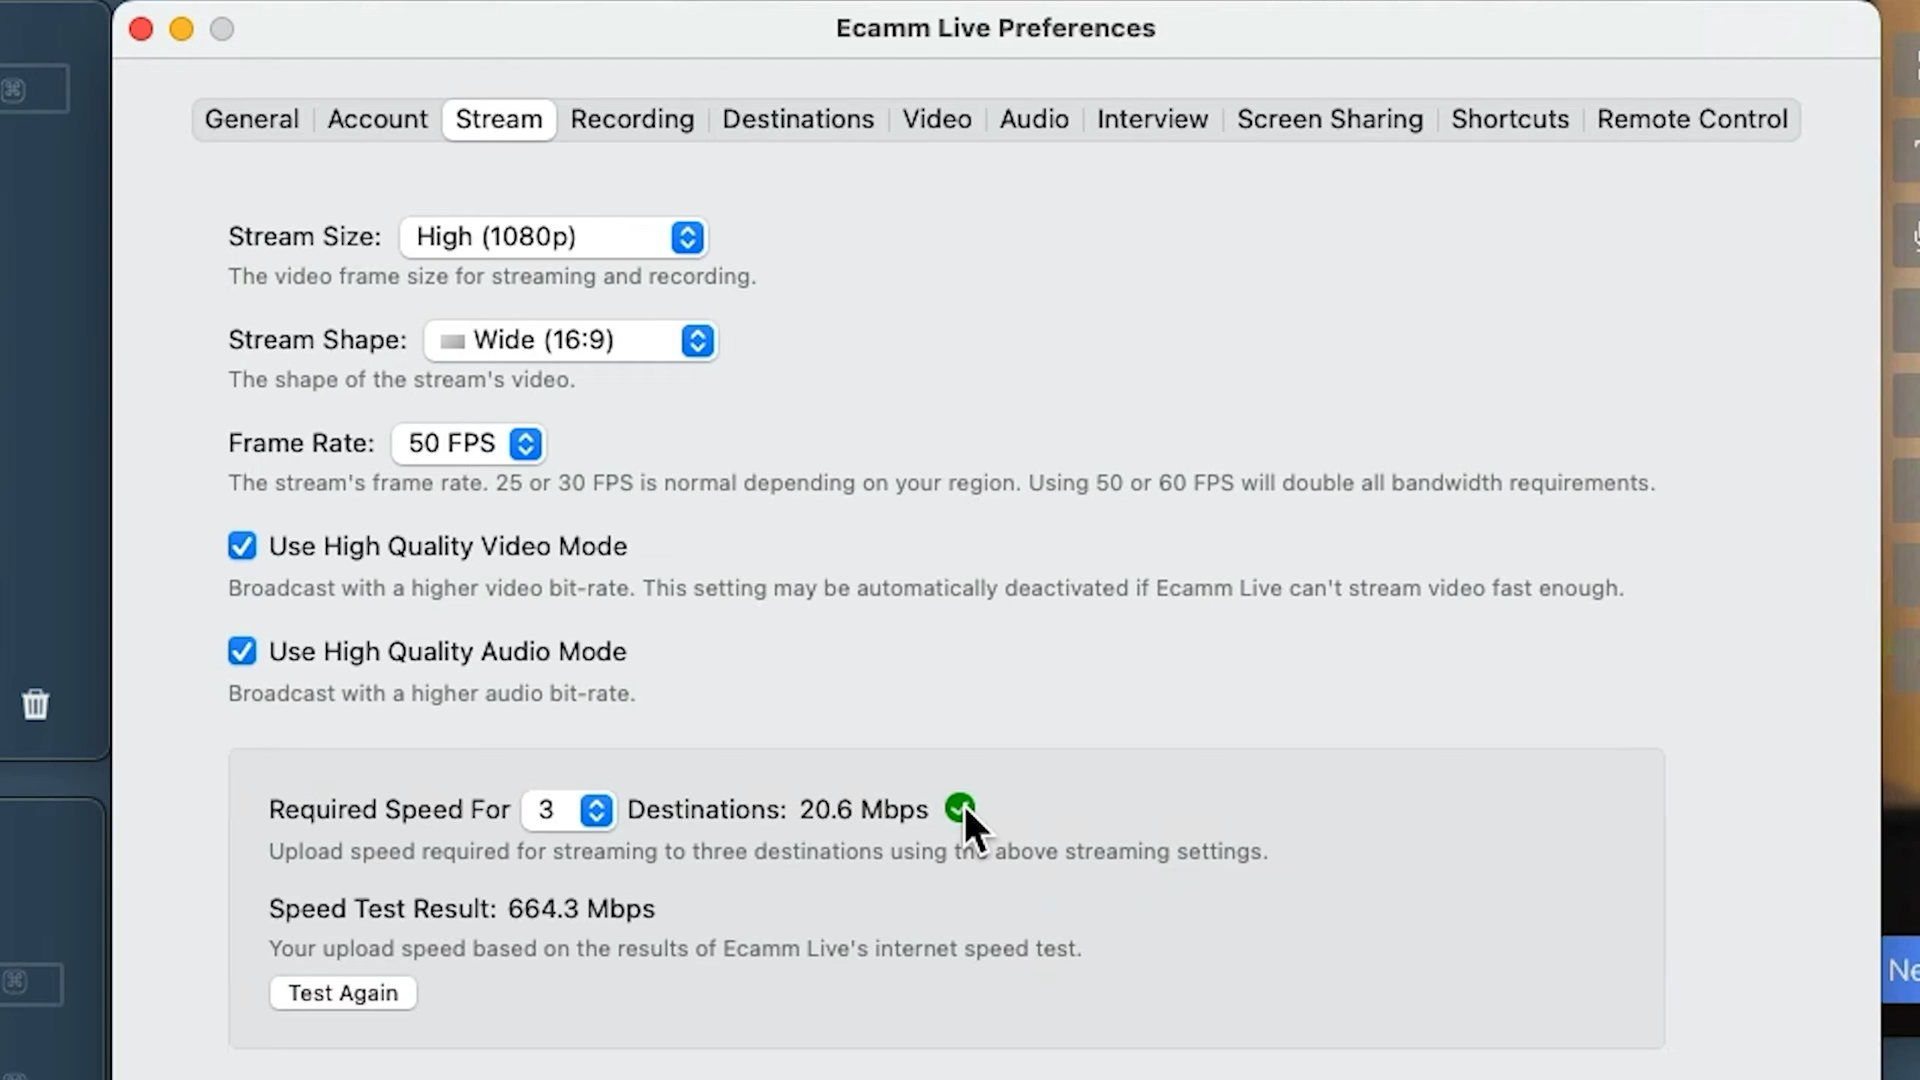 Ecamm Live Preferences
General Account Stream Recording Destinations Video Audio Interview Screen Sharing Shortcuts Remote Control
Stream Size: High (1080p)
The video frame size for streaming and recording.
Stream Shape: Wide (16:9)
The shape of the stream's video.
Frame Rate: 50 FPS
The stream's frame rate. 25 or 30 FPS is normal depending on your region. Using 50 or 60 FPS will double all bandwidth requirements.
Use High Quality Video Mode
Broadcast with a higher video bit-rate. This setting may be automatically deactivated if Ecamm Live can't stream video fast enough.
Use High Quality Audio Mode
Broadcast with a higher audio bit-rate.
Required Speed For 3 Destinations: 20.6 Mbps
Upload speed required for streaming to three destinations using the above streaming settings.
Speed Test Result: 664.3 Mbps
Your upload speed based on the results of Ecamm Live's internet speed test.
Test Again